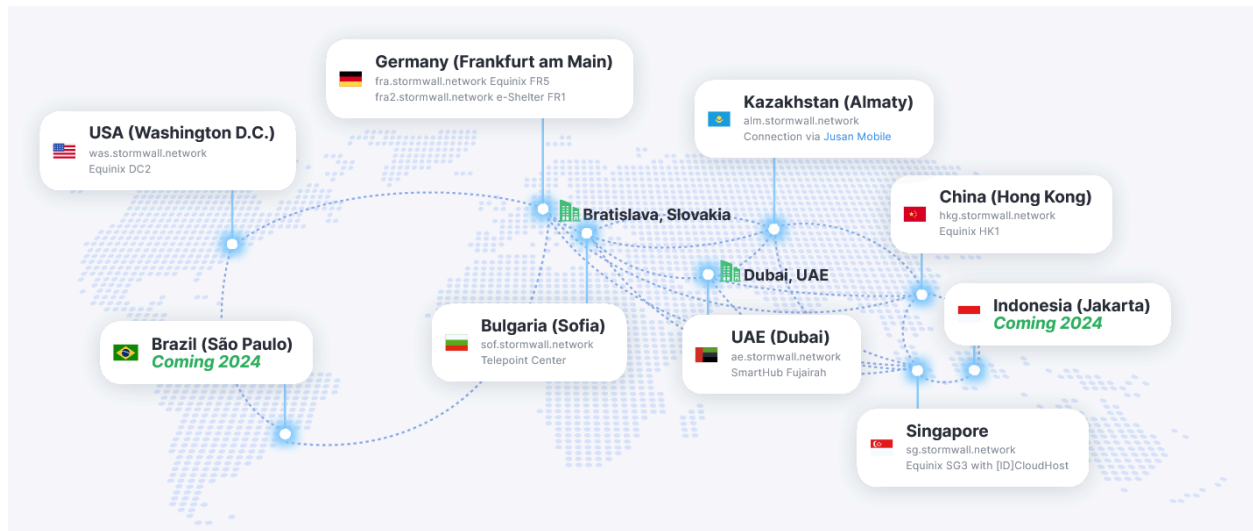 Germany (Frankfurt am Main)
fra.stormwall.network Equinix FR5
fra2.stormwall.network e-Shelter FR1
Kazakhstan (Almaty)
alm.stormwall.network
Connection via Jusan Mobile
USA (Washington D.C.)
was.stormwall.network
Equinix DC2
China (Hong Kong)
hkg.stormwall.network
Equinix HK1
Bratislava, Slovakia
Dubai, UAE
Indonesia (Jakarta)
Coming 2024
Brazil (São Paulo)
Coming 2024
Bulgaria (Sofia)
sof.stormwall.network
Telepoint Center
UAE (Dubai)
ae.stormwall.network
SmartHub Fujairah
Singapore
sg.stormwall.network
Equinix SG3 with [ID]CloudHost